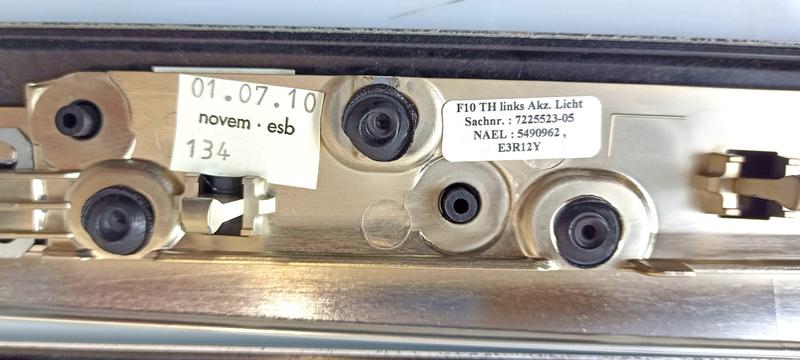 01.07.10
novem · esb
134
F10 TH links Akz. Licht
Sachnr. : 7225523-05
NAEL : 5490962 ,
E3R12Y